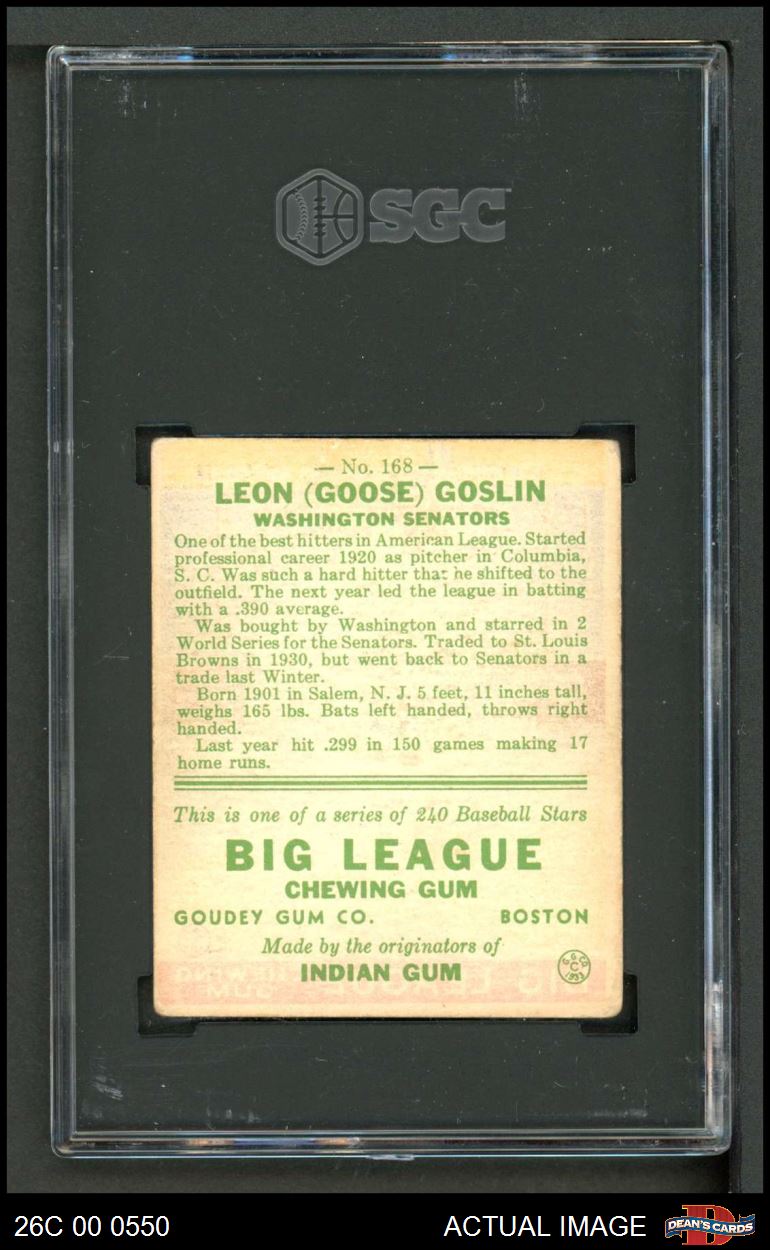 SGC
— No. 168 —
LEON (GOOSE) GOSLIN
WASHINGTON SENATORS
One of the best hitters in American League. Started
professional career 1920 as pitcher in Columbia,
S. C. Was such a hard hitter that he shifted to the
outfield. The next year led the league in batting
with a .390 average.
Was bought by Washington and starred in 2
World Series for the Senators. Traded to St. Louis
Browns in 1930, but went back to Senators in a
trade last Winter.
Born 1901 in Salem, N. J. 5 feet, 11 inches tall,
weighs 165 lbs. Bats left handed, throws right
handed.
Last year hit .299 in 150 games making 17
home runs.
This is one of a series of 240 Baseball Stars
BIG LEAGUE
CHEWING GUM
GOUDEY GUM CO. BOSTON
Made by the originators of
INDIAN GUM
G. G. CO.
C
1933
26C 00 0550 ACTUAL IMAGE
DEAN'S CARDS